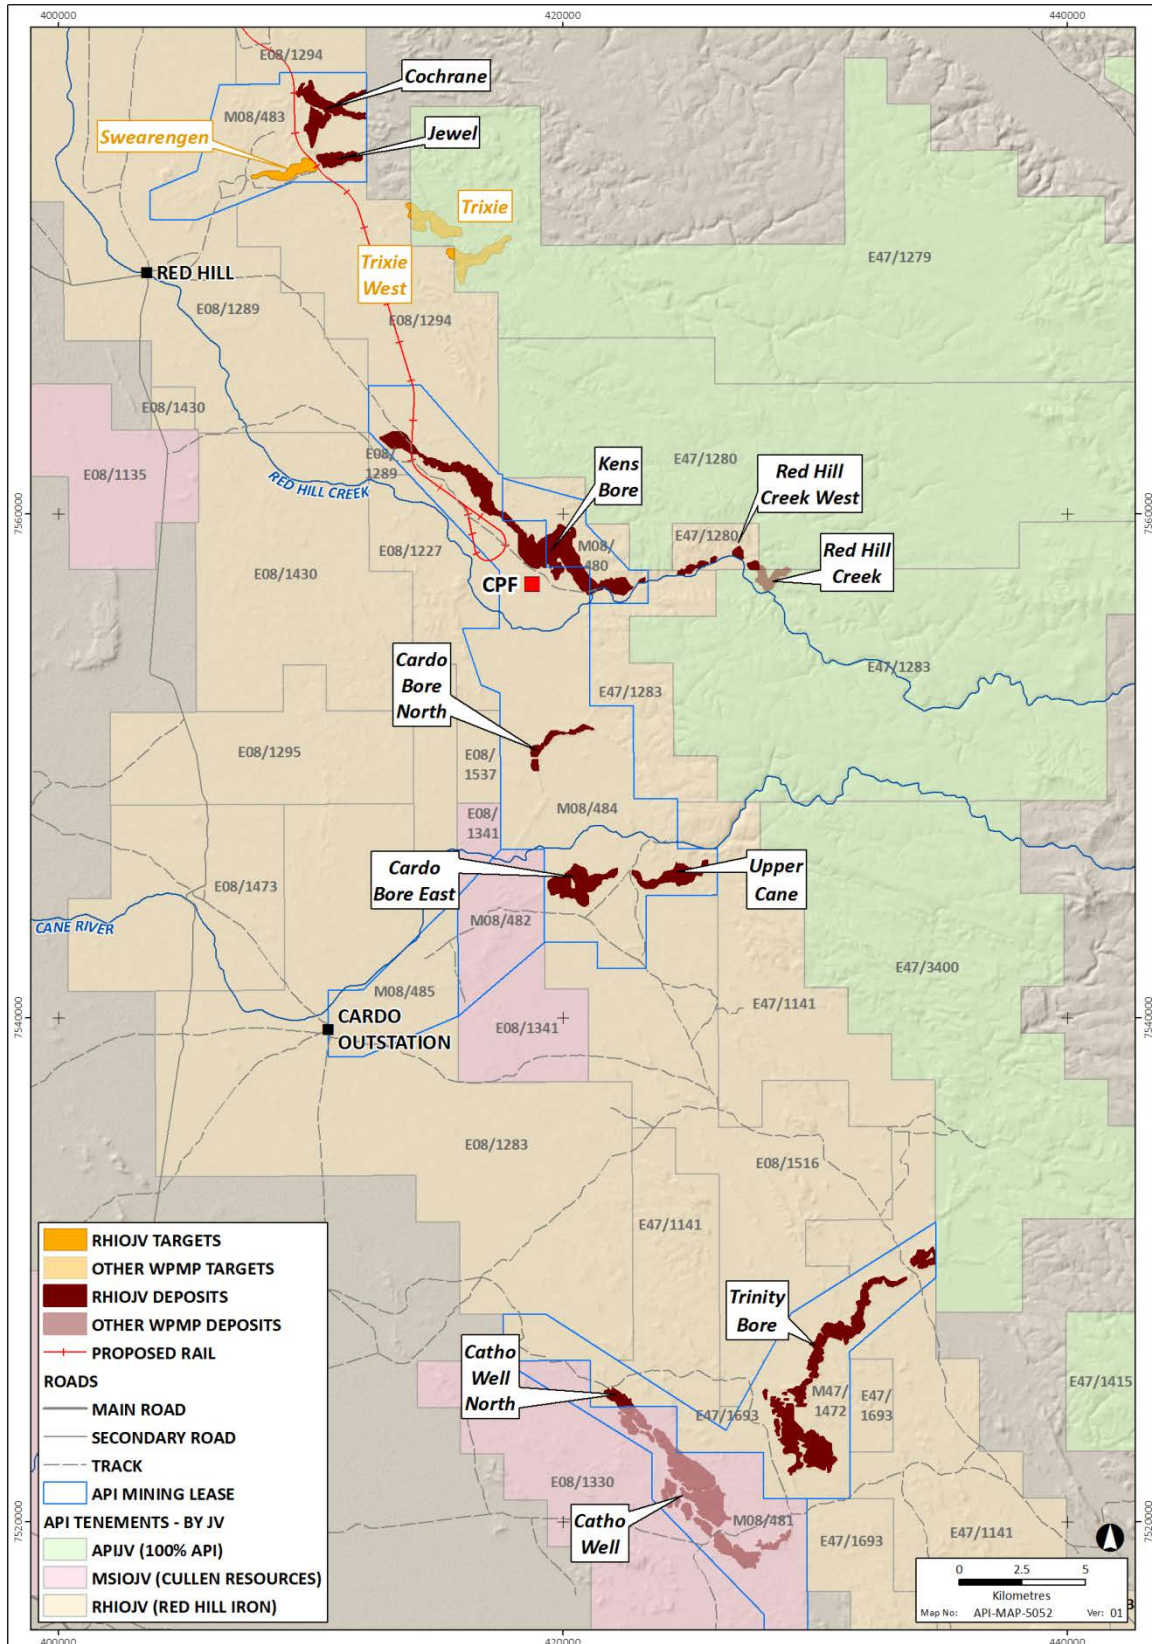 400000
420000
440000
E08/1294
Cochrane
M08/483
Swearengen
Jewel
Trixie
E47/1279
Trixie
West
RED HILL
E08/1289
E08/1294
E08/1430
E08/1135
E08/
1289
Kens
Bore
E47/1280
Red Hill
Creek West
RED HILL CREEK
7560000
7560000
E08/1227
M08/
480
E47/1280
Red Hill
Creek
E08/1430
CPF
Cardo
Bore
North
E47/1283
E47/1283
E08/1295
E08/
1537
M08/484
E08/
1341
Cardo
Bore East
Upper
Cane
E08/1473
M08/482
CANE RIVER
E47/3400
M08/485
E47/1141
7540000
7540000
CARDO
OUTSTATION
E08/1341
E08/1283
E08/1516
E47/1141
RHIOJV TARGETS
OTHER WPMP TARGETS
RHIOJV DEPOSITS
OTHER WPMP DEPOSITS
PROPOSED RAIL
ROADS
MAIN ROAD
SECONDARY ROAD
TRACK
API MINING LEASE
API TENEMENTS - BY JV
APIJV (100% API)
MSIOJV (CULLEN RESOURCES)
RHIOJV (RED HILL IRON)
Trinity
Bore
Catho
Well
North
M47/
1472
E47/
1693
E47/1415
E47/1693
E08/1330
Catho
Well
M08/481
7520000
7520000
E47/1693
E47/1141
0 2.5 5
Kilometres
Map No: API-MAP-5052 Ver: 01
B
400000
420000
440000